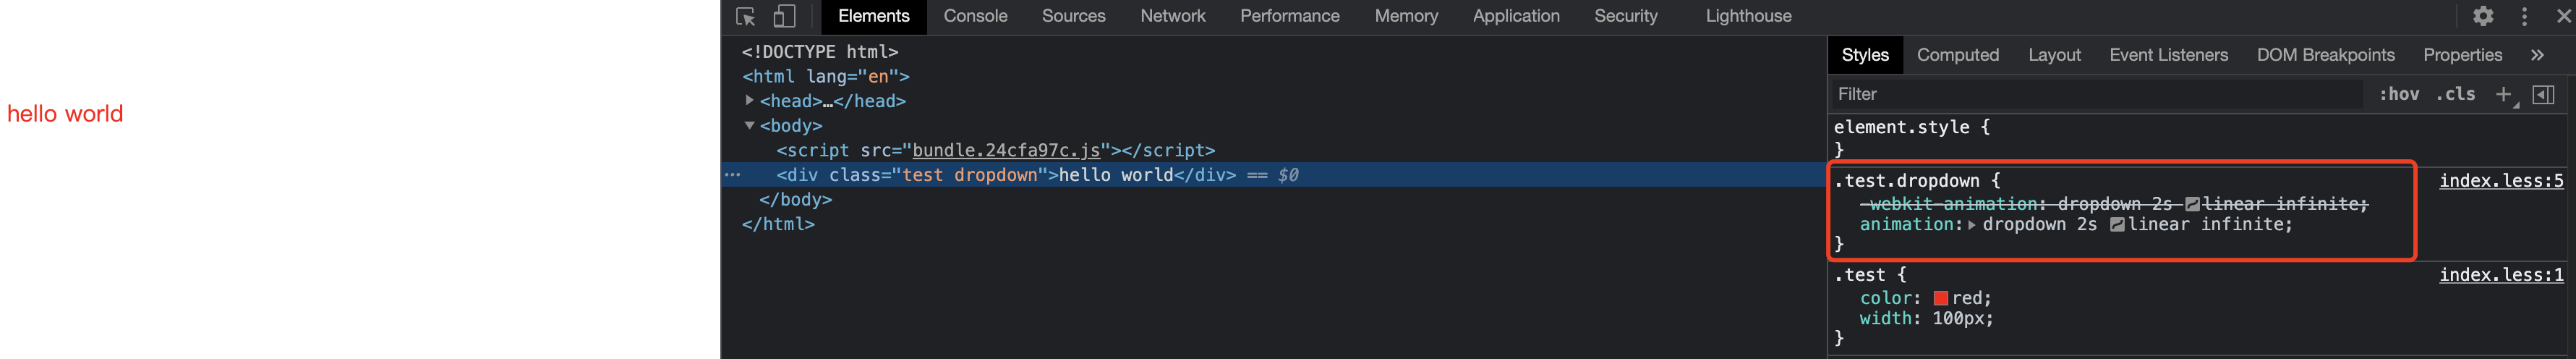 hello world
Elements Console Sources Network Performance Memory Application Security Lighthouse
<!DOCTYPE html>
<html lang="en">
<head>…</head>
<body>
<script src="bundle.24cfa97c.js"></script>
<div class="test dropdown">hello world</div> == $0
</body>
</html>
Styles Computed Layout Event Listeners DOM Breakpoints Properties »
Filter :hov .cls +
element.style {
}
.test.dropdown { index.less:5
-webkit-animation: dropdown 2s linear infinite;
animation: dropdown 2s linear infinite;
}
.test { index.less:1
color: red;
width: 100px;
}